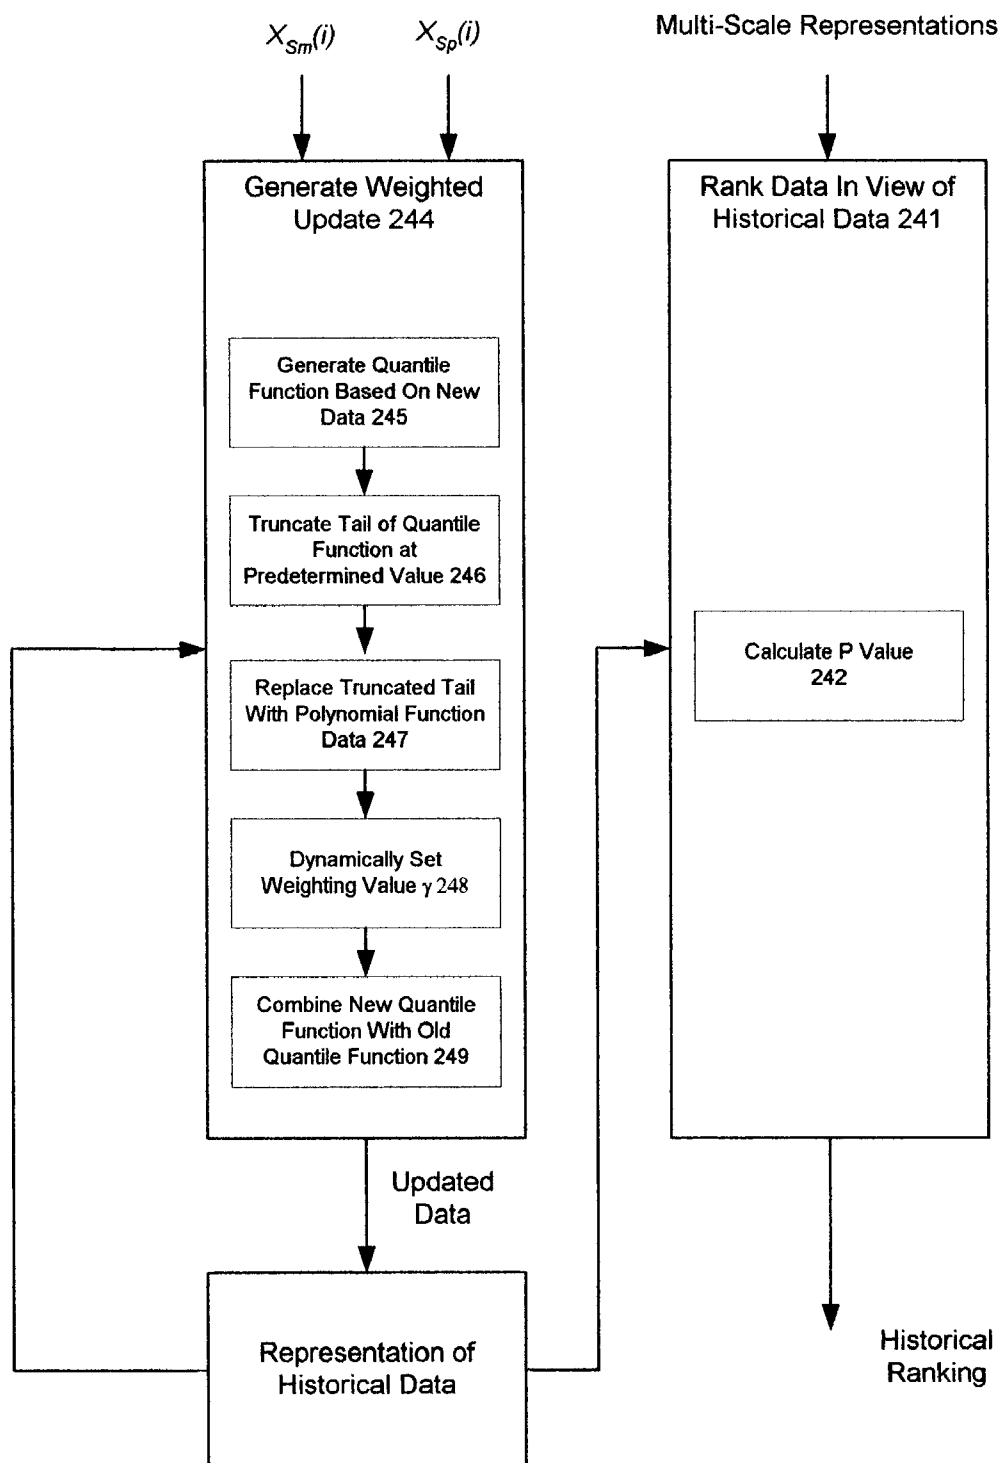 X_Sm(i)
X_Sp(i)
Multi-Scale Representations
Generate Weighted
Update 244
Generate Quantile
Function Based On New
Data 245
Truncate Tail of Quantile
Function at
Predetermined Value 246
Replace Truncated Tail
With Polynomial Function
Data 247
Dynamically Set
Weighting Value γ 248
Combine New Quantile
Function With Old
Quantile Function 249
Rank Data In View of
Historical Data 241
Calculate P Value
242
Updated
Data
Representation of
Historical Data
Historical
Ranking